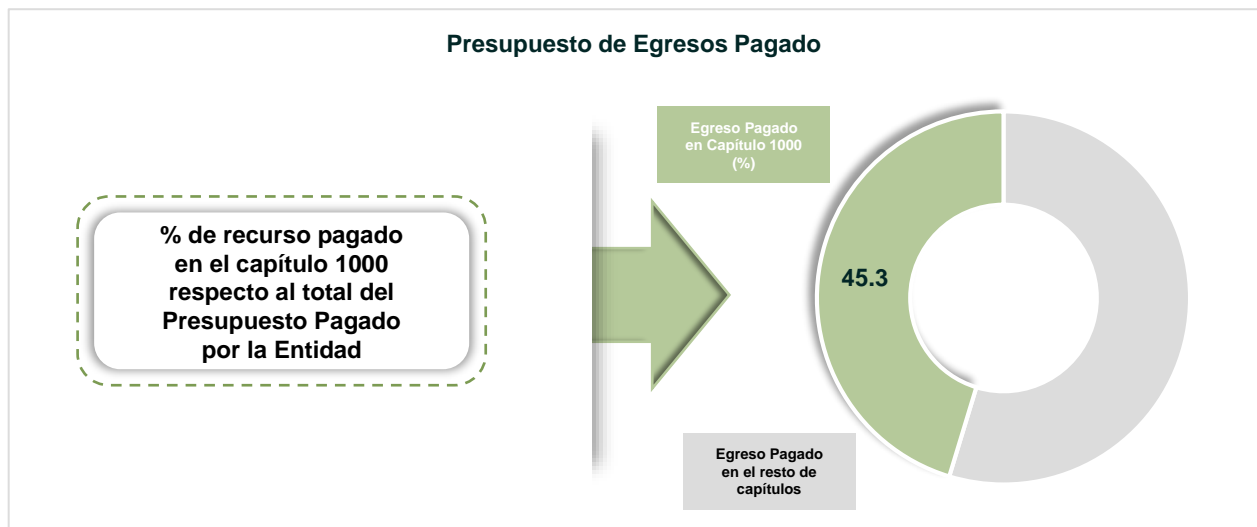 Presupuesto de Egresos Pagado
% de recurso pagado
en el capítulo 1000
respecto al total del
Presupuesto Pagado
por la Entidad
Egreso Pagado
en Capítulo 1000
(%)
45.3
Egreso Pagado
en el resto de
capítulos